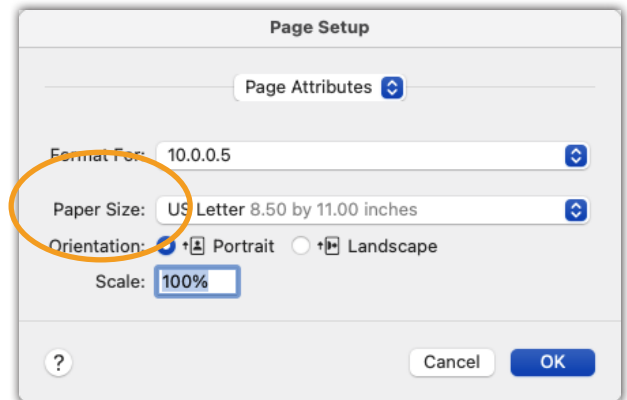 Page Setup
Page Attributes
Format For: 10.0.0.5
Paper Size: US Letter 8.50 by 11.00 inches
Orientation: Portrait Landscape
Scale: 100%
? Cancel OK